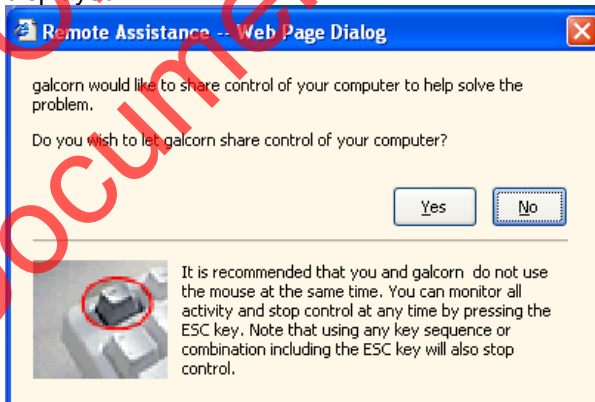 Remote Assistance -- Web Page Dialog
galcorn would like to share control of your computer to help solve the
problem.
Do you wish to let galcorn share control of your computer?
Yes No
It is recommended that you and galcorn do not use
the mouse at the same time. You can monitor all
activity and stop control at any time by pressing the
ESC key. Note that using any key sequence or
combination including the ESC key will also stop
control.